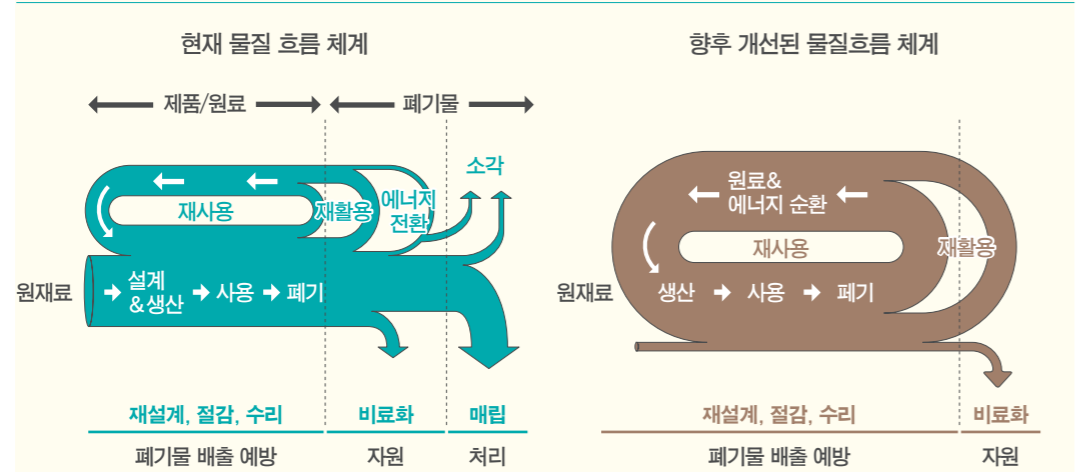 현재 물질 흐름 체계
제품/원료
폐기물
소각
재사용
재활용
에너지
전환
원재료
설계
&생산
사용
폐기
재설계, 절감, 수리
비료화
매립
폐기물 배출 예방
자원
처리
향후 개선된 물질흐름 체계
원료&
에너지 순환
재사용
재활용
원재료
생산
사용
폐기
재설계, 절감, 수리
비료화
폐기물 배출 예방
자원